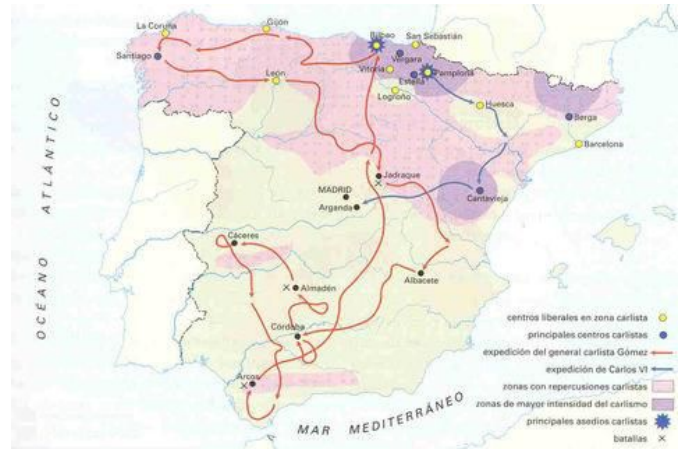 La Coruña
Gijón
Bilbao
San Sebastián
Santiago
Vergara
León
Vitoria
Pamplona
Estella
Logroño
Huesca
Berga
Barcelona
OCÉANO ATLÁNTICO
Jadraque
MADRID
Arganda
Cantavieja
Cáceres
Albacete
Almadén
Córdoba
Arcos
MAR MEDITERRÁNEO
centros liberales en zona carlista
principales centros carlistas
expedición del general carlista Gómez
expedición de Carlos VI
zonas con repercusiones carlistas
zonas de mayor intensidad del carlismo
principales asedios carlistas
batallas